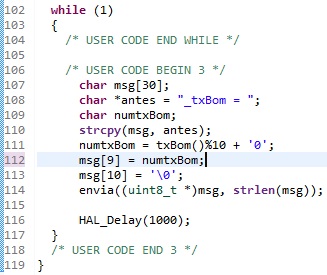 102 while (1)
103 {
104 /* USER CODE END WHILE */
105
106 /* USER CODE BEGIN 3 */
107 char msg[30];
108 char *antes = "_txBom = ";
109 char numtxBom;
110 strcpy(msg, antes);
111 numtxBom = txBom()%10 + '0';
112 msg[9] = numtxBom;
113 msg[10] = '\0';
114 envia((uint8_t *)msg, strlen(msg));
115
116 HAL_Delay(1000);
117 }
118 /* USER CODE END 3 */
119 }